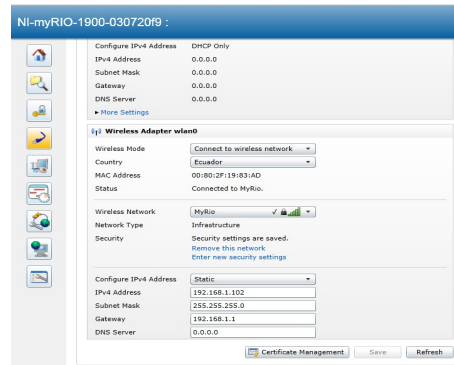 NI-myRIO-1900-030720f9 :
Configure IPv4 Address DHCP Only
IPv4 Address 0.0.0.0
Subnet Mask 0.0.0.0
Gateway 0.0.0.0
DNS Server 0.0.0.0
More Settings
Wireless Adapter wlan0
Wireless Mode Connect to wireless network
Country Ecuador
MAC Address 00:80:2F:19:83:AD
Status Connected to MyRio.
Wireless Network MyRio
Network Type Infrastructure
Security Security settings are saved.
Remove this network
Enter new security settings
Configure IPv4 Address Static
IPv4 Address 192.168.1.102
Subnet Mask 255.255.255.0
Gateway 192.168.1.1
DNS Server 0.0.0.0
Certificate Management Save Refresh